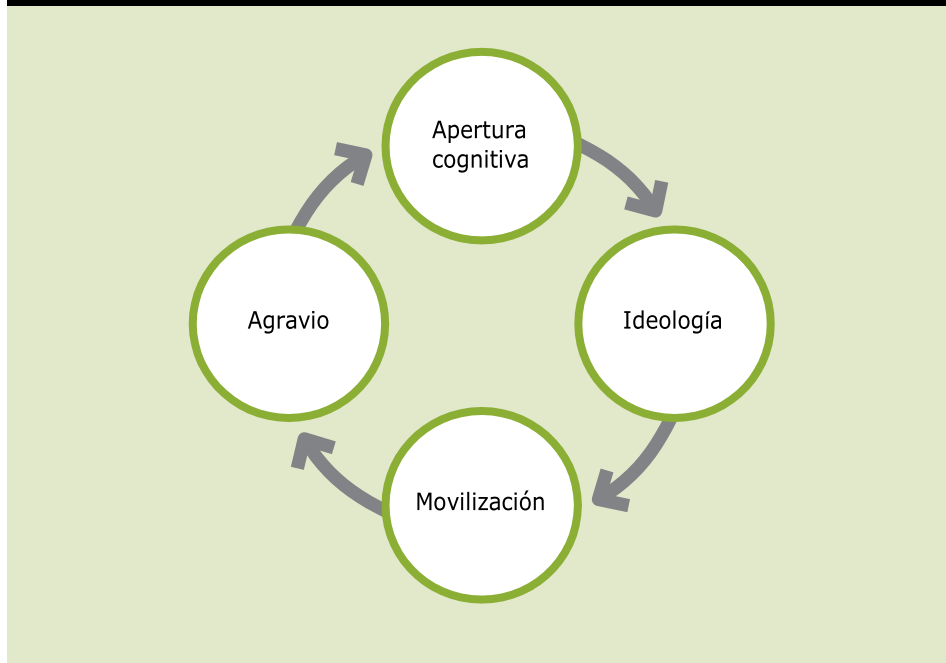 Apertura
cognitiva
Agravio
Ideología
Movilización